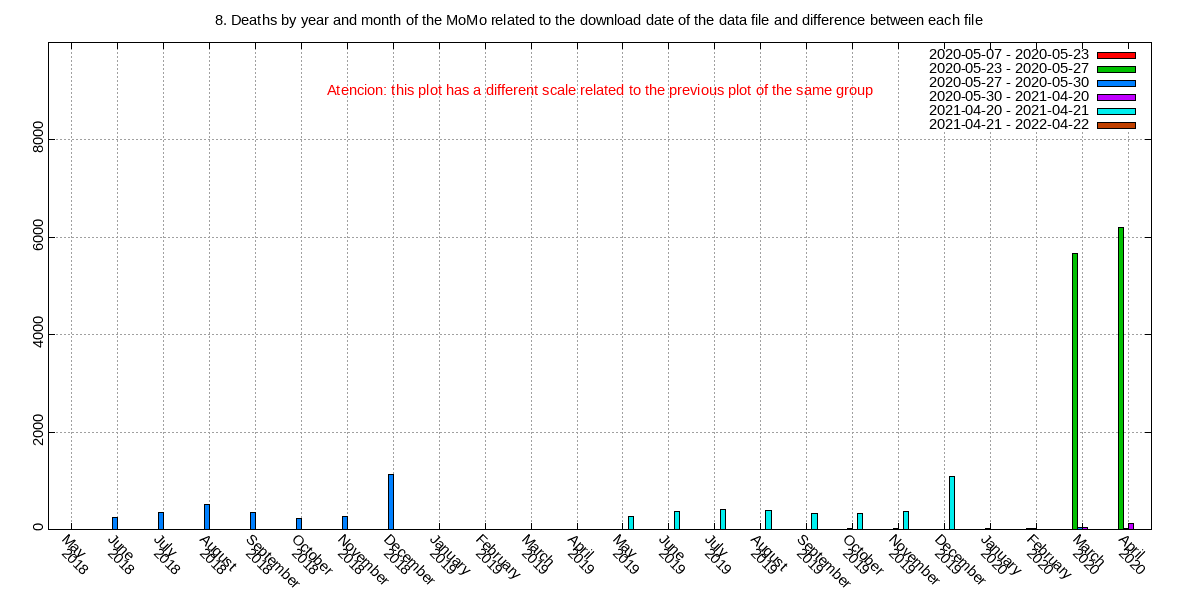 8. Deaths by year and month of the MoMo related to the download date of the data file and difference between each file
2020-05-07 - 2020-05-23
2020-05-23 - 2020-05-27
2020-05-27 - 2020-05-30
2020-05-30 - 2021-04-20
2021-04-20 - 2021-04-21
2021-04-21 - 2022-04-22
Atencion: this plot has a different scale related to the previous plot of the same group
8000
6000
4000
2000
0
May
2018
June
2018
July
2018
August
2018
September
2018
October
2018
November
2018
December
2018
January
2019
February
2019
March
2019
April
2019
May
2019
June
2019
July
2019
August
2019
September
2019
October
2019
November
2019
December
2019
January
2020
February
2020
March
2020
April
2020